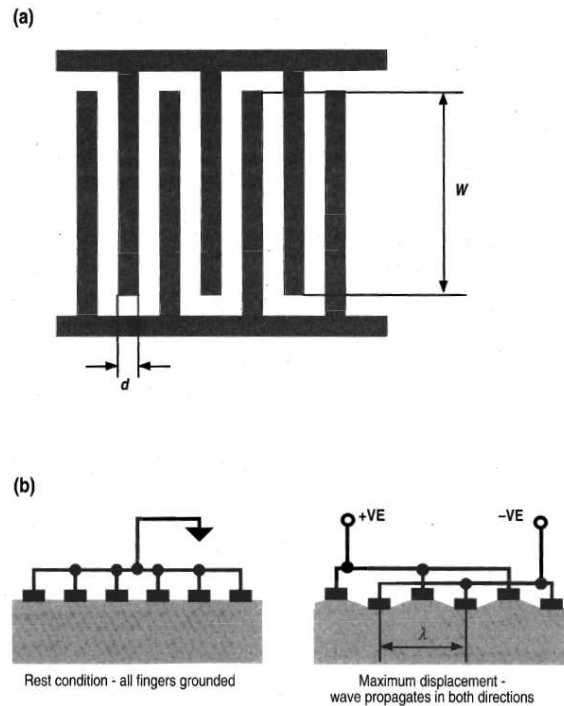 (a)
W
d
(b)
+VE
–VE
λ
Rest condition - all fingers grounded
Maximum displacement -
wave propagates in both directions